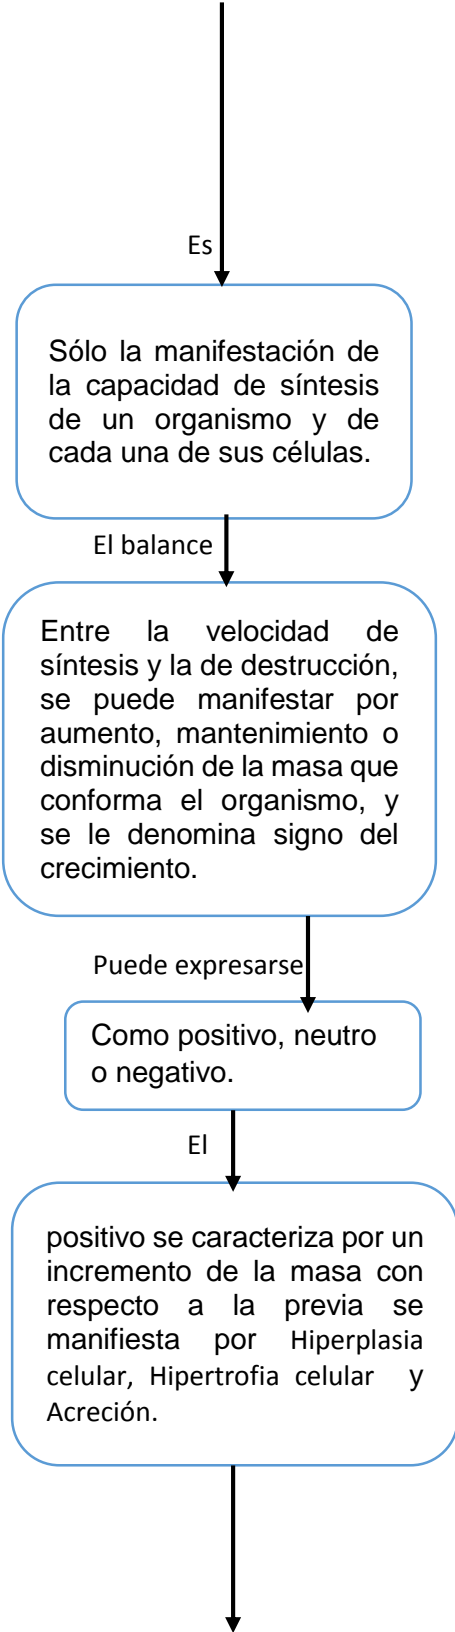 Es
Sólo la manifestación de
la capacidad de síntesis
de un organismo y de
cada una de sus células.
El balance
Entre la velocidad de
síntesis y la de destrucción,
se puede manifestar por
aumento, mantenimiento o
disminución de la masa que
conforma el organismo, y
se le denomina signo del
crecimiento.
Puede expresarse
Como positivo, neutro
o negativo.
El
positivo se caracteriza por un
incremento de la masa con
respecto a la previa se
manifiesta por Hiperplasia
celular, Hipertrofia celular y
Acreción.